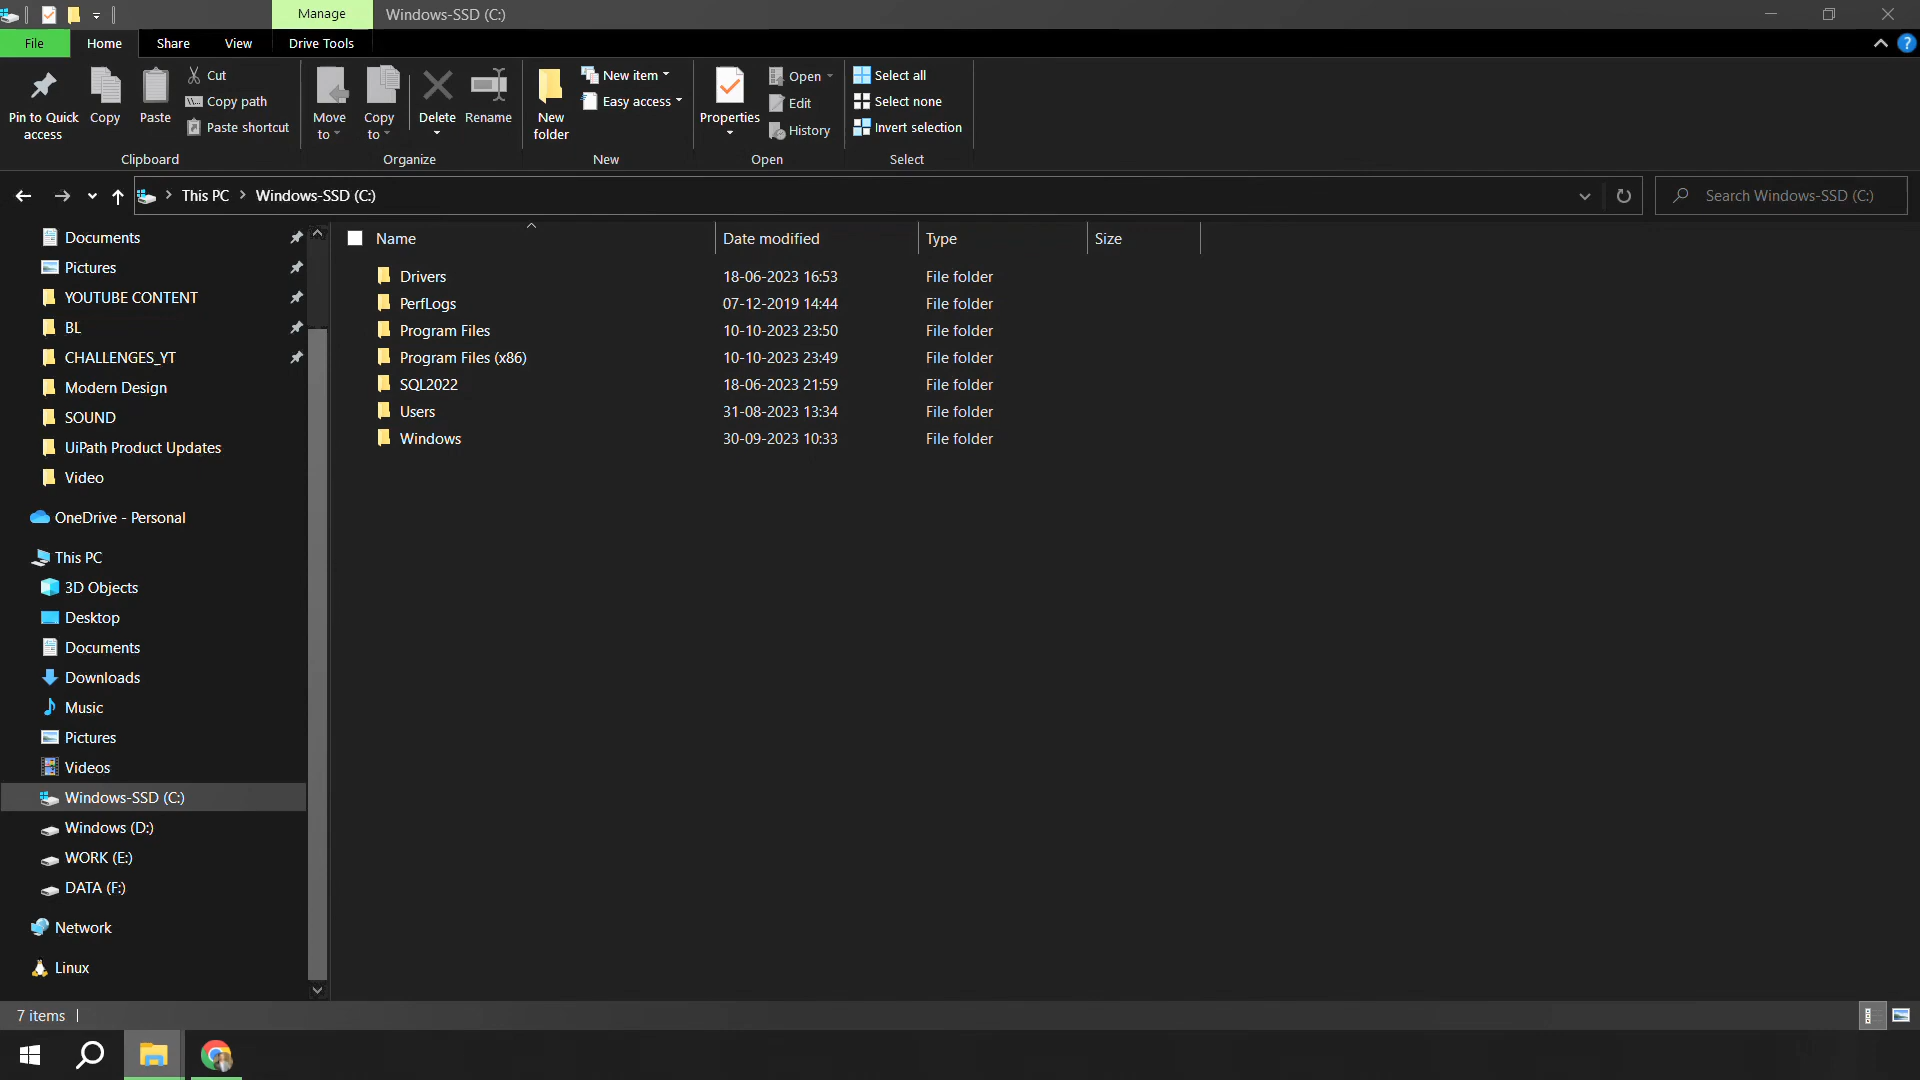 Manage
Windows-SSD (C:)
File
Home
Share
View
Drive Tools
Pin to Quick access
Copy
Paste
Cut
Copy path
Paste shortcut
Clipboard
Move to
Copy to
Delete
Rename
Organize
New folder
New item
Easy access
New
Properties
Open
Edit
History
Open
Select all
Select none
Invert selection
Select
This PC
Windows-SSD (C:)
Search Windows-SSD (C:)
Documents
Pictures
YOUTUBE CONTENT
BL
CHALLENGES_YT
Modern Design
SOUND
UiPath Product Updates
Video
OneDrive - Personal
This PC
3D Objects
Desktop
Documents
Downloads
Music
Pictures
Videos
Windows-SSD (C:)
Windows (D:)
WORK (E:)
DATA (F:)
Network
Linux
Name Date modified Type Size
Drivers 18-06-2023 16:53 File folder
PerfLogs 07-12-2019 14:44 File folder
Program Files 10-10-2023 23:50 File folder
Program Files (x86) 10-10-2023 23:49 File folder
SQL2022 18-06-2023 21:59 File folder
Users 31-08-2023 13:34 File folder
Windows 30-09-2023 10:33 File folder
7 items